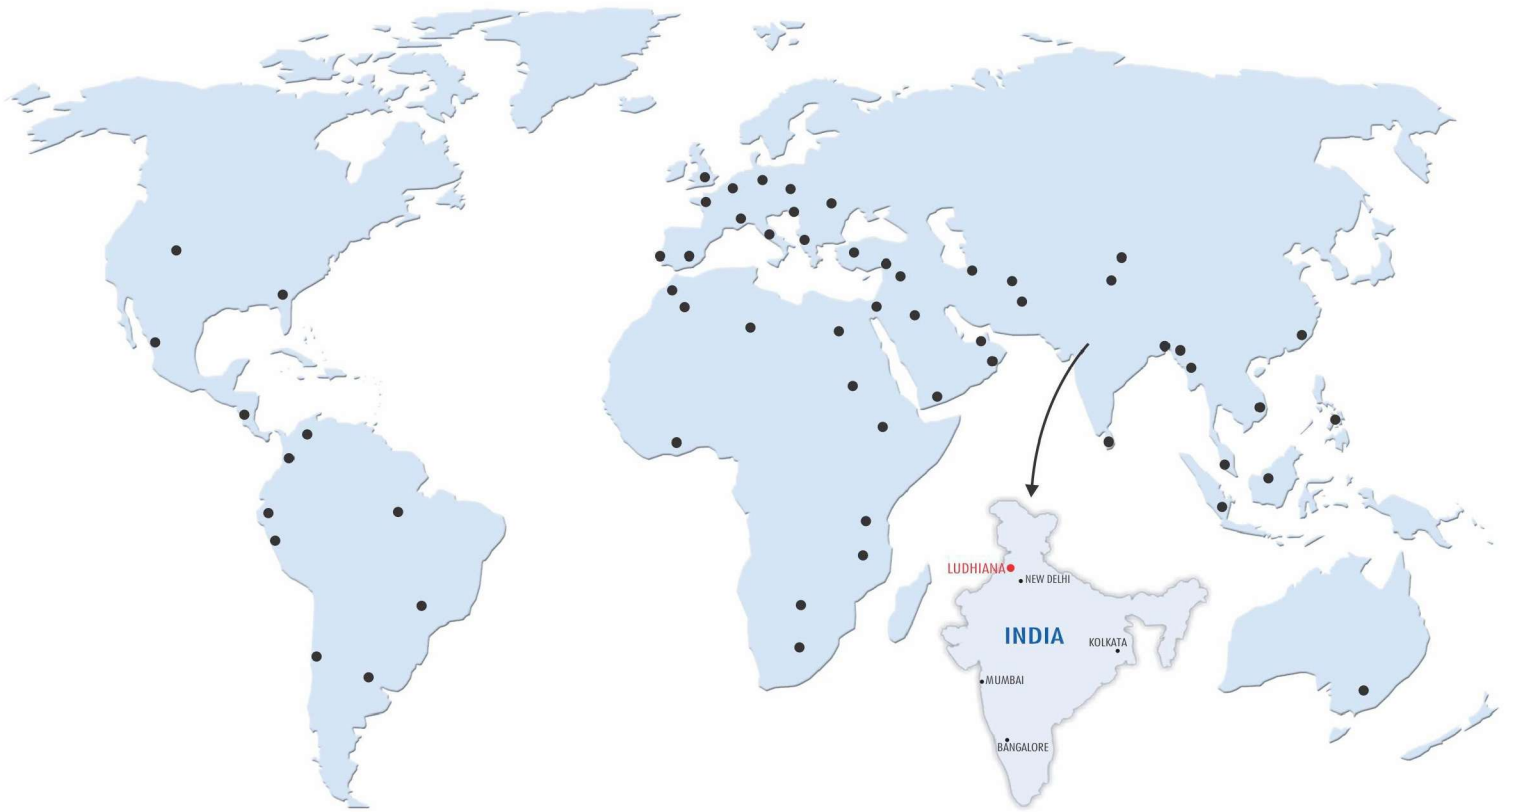 LUDHIANA
NEW DELHI
INDIA
KOLKATA
MUMBAI
BANGALORE